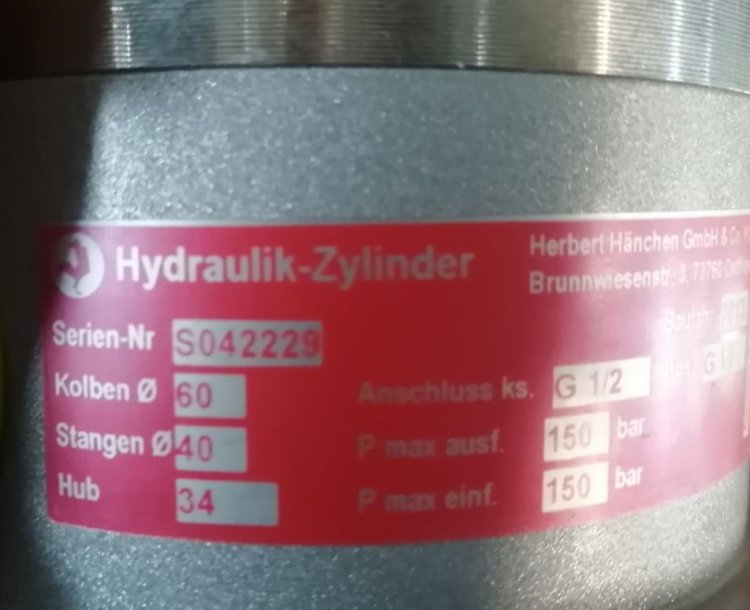 Hydraulik-Zylinder
Herbert Hänchen GmbH & Co
Brunnwiesenstr. 3, 73760
Serien-Nr S042229
Baujahr
Kolben Ø 60
Anschluss ks. G 1/2
Stangen Ø 40
P max ausf. 150 bar
Hub 34
P max einf. 150 bar